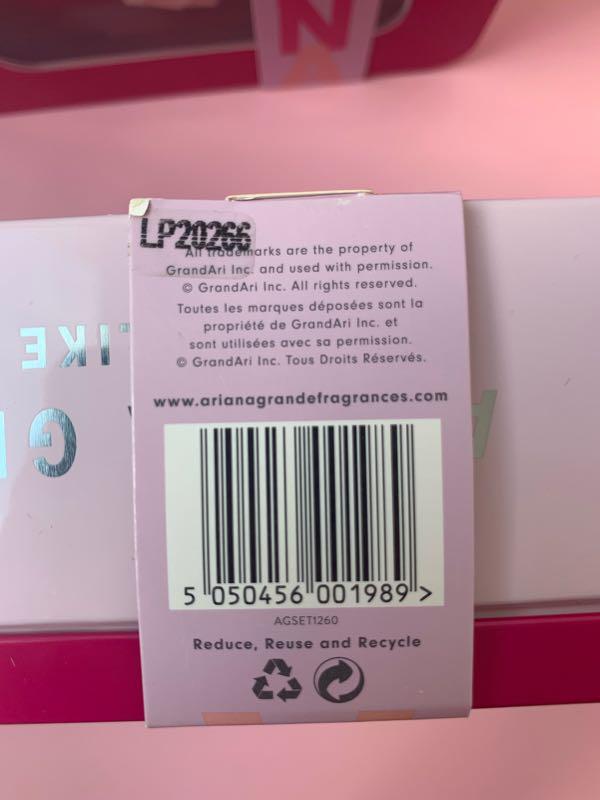 N
LP20266
All trademarks are the property of
GrandAri Inc. and used with permission.
© GrandAri Inc. All rights reserved.
Toutes les marques déposées sont la
propriété de GrandAri Inc. et
sont utilisées avec sa permission.
© GrandAri Inc. Tous Droits Réservés.
www.arianagrandefragrances.com
LIKE
5 050456 001989 >
AGSET1260
Reduce, Reuse and Recycle